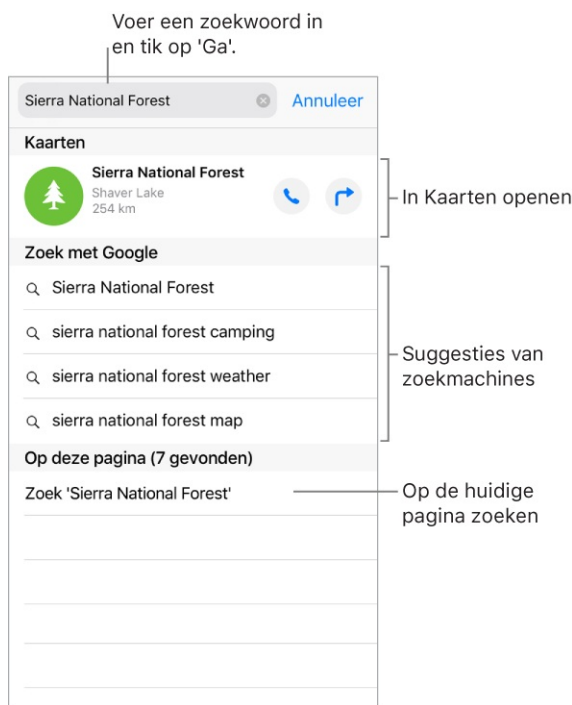 Voer een zoekwoord in
en tik op 'Ga'.
Sierra National Forest
Annuleer
Kaarten
Sierra National Forest
Shaver Lake
254 km
In Kaarten openen
Zoek met Google
Sierra National Forest
sierra national forest camping
sierra national forest weather
sierra national forest map
Suggesties van
zoekmachines
Op deze pagina (7 gevonden)
Zoek 'Sierra National Forest'
Op de huidige
pagina zoeken